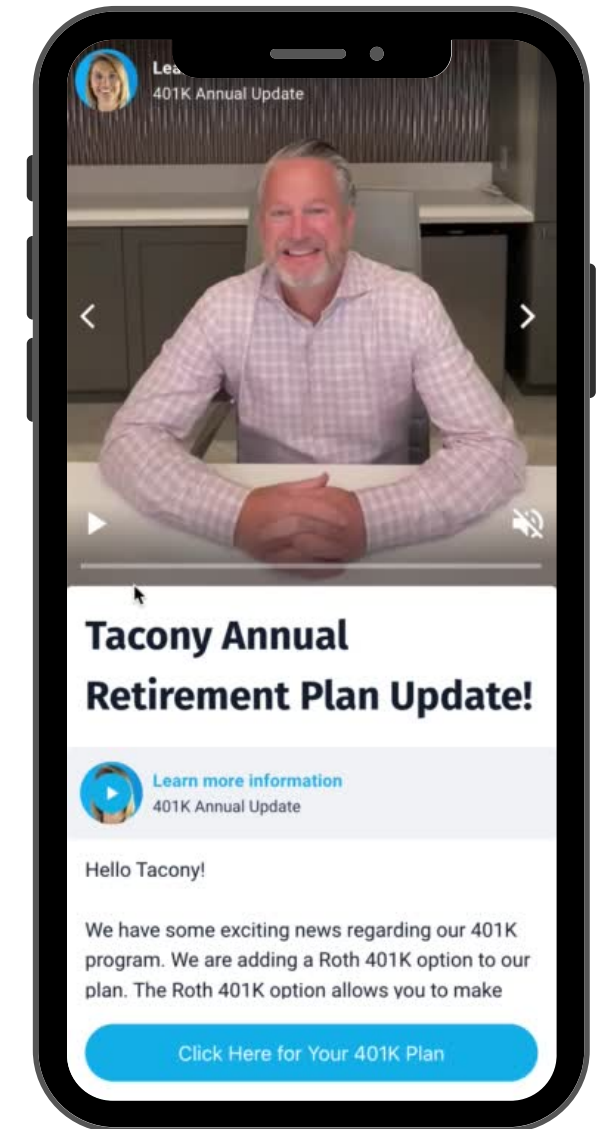 401K Annual Update
Tacony Annual
Retirement Plan Update!
Learn more information
401K Annual Update
Hello Tacony!
We have some exciting news regarding our 401K
program. We are adding a Roth 401K option to our
plan. The Roth 401K option allows you to make
Click Here for Your 401K Plan